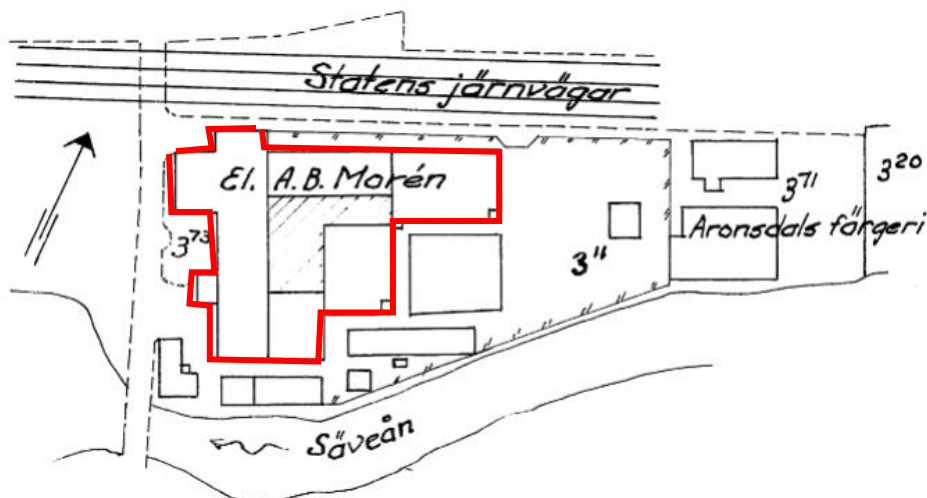 Statens järnvägar
El. A.B. Morén
3⁷¹
3²⁰
3⁷³
Aronsdals färgeri
3¹¹
Säveån